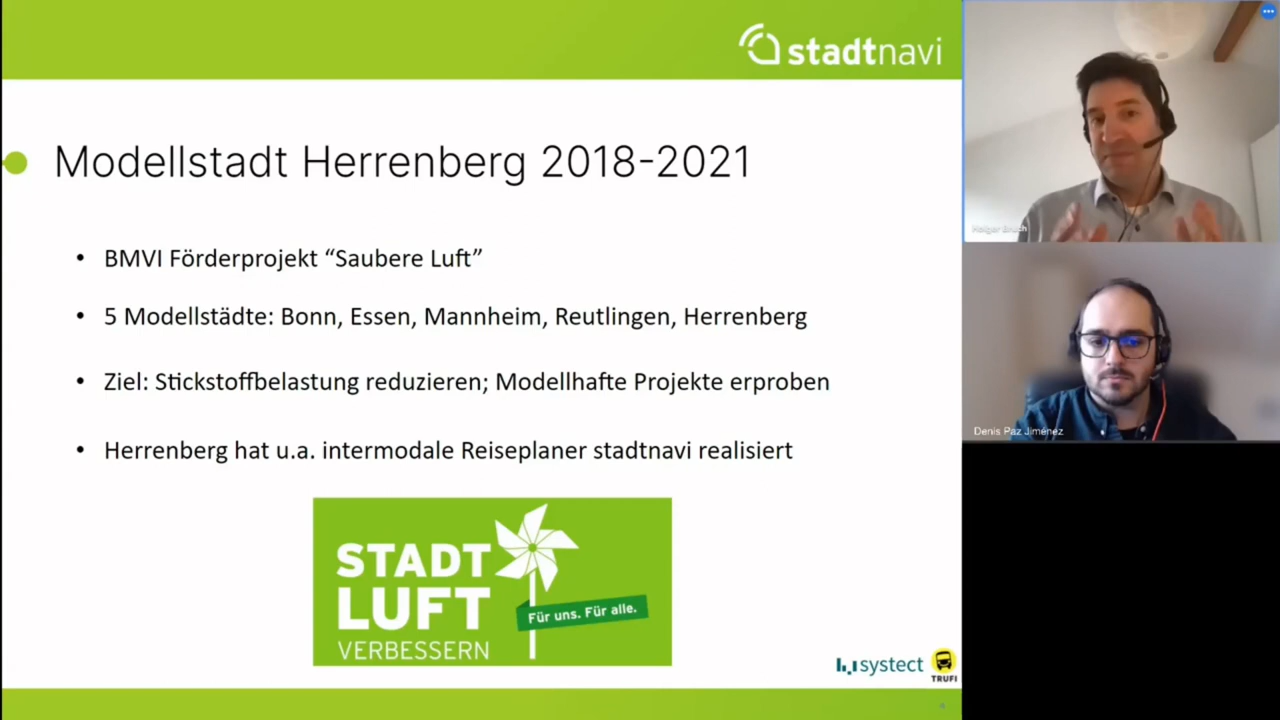 stadtnavi
Modellstadt Herrenberg 2018-2021
• BMVI Förderprojekt “Saubere Luft”
• 5 Modellstädte: Bonn, Essen, Mannheim, Reutlingen, Herrenberg
• Ziel: Stickstoffbelastung reduzieren; Modellhafte Projekte erproben
• Herrenberg hat u.a. intermodale Reiseplaner stadtnavi realisiert
STADT
LUFT
VERBESSERN
Für uns. Für alle.
systect
TRUFI
Holger Bruch
Denis Paz Jiménez